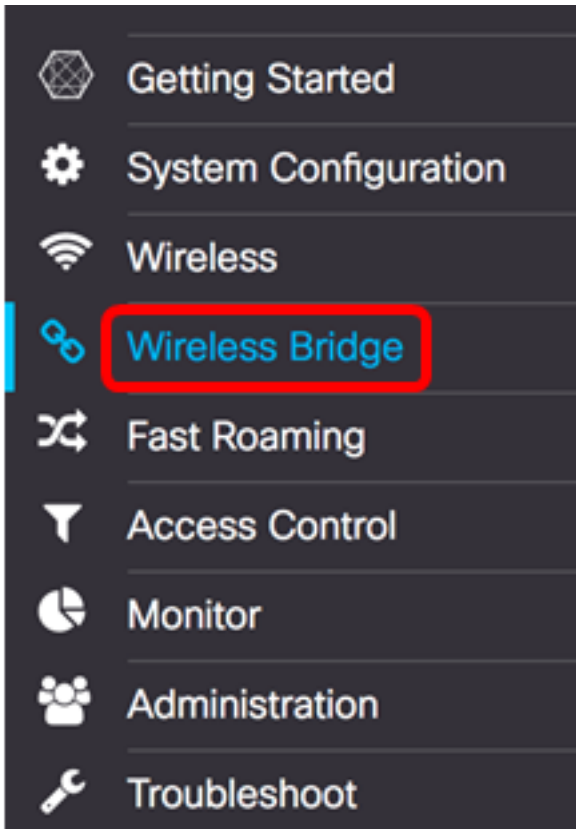 Getting Started
System Configuration
Wireless
Wireless Bridge
Fast Roaming
Access Control
Monitor
Administration
Troubleshoot